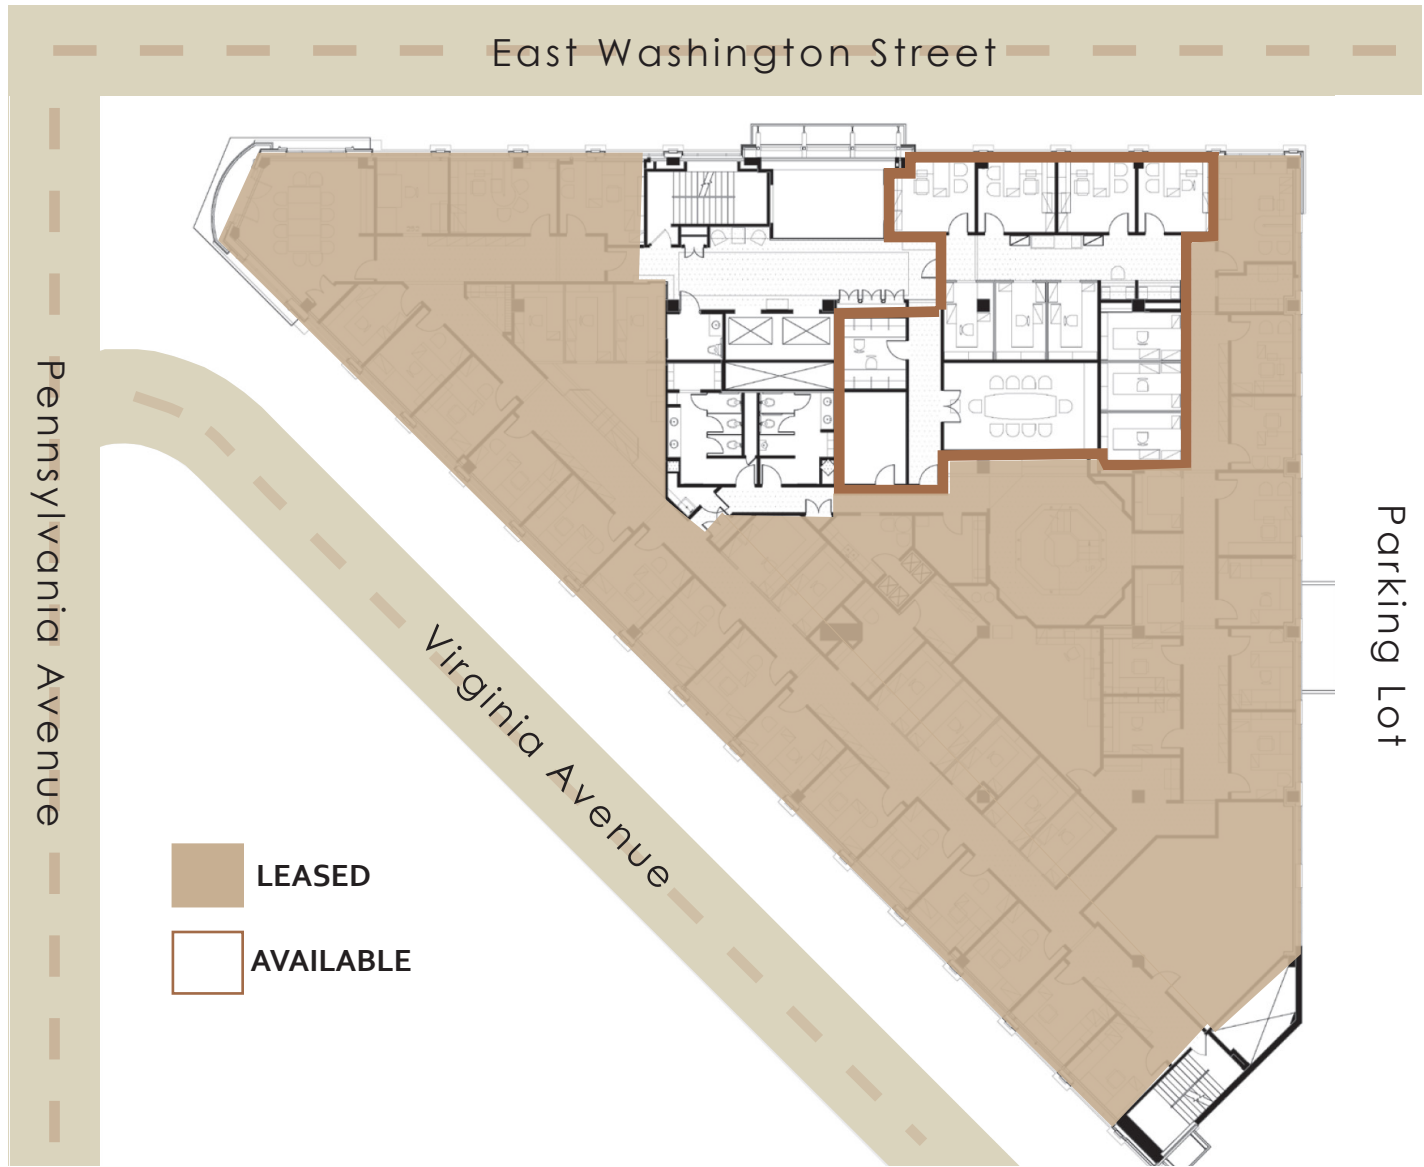 East Washington Street
Pennsylvania Avenue
Virginia Avenue
Parking Lot
LEASED
AVAILABLE